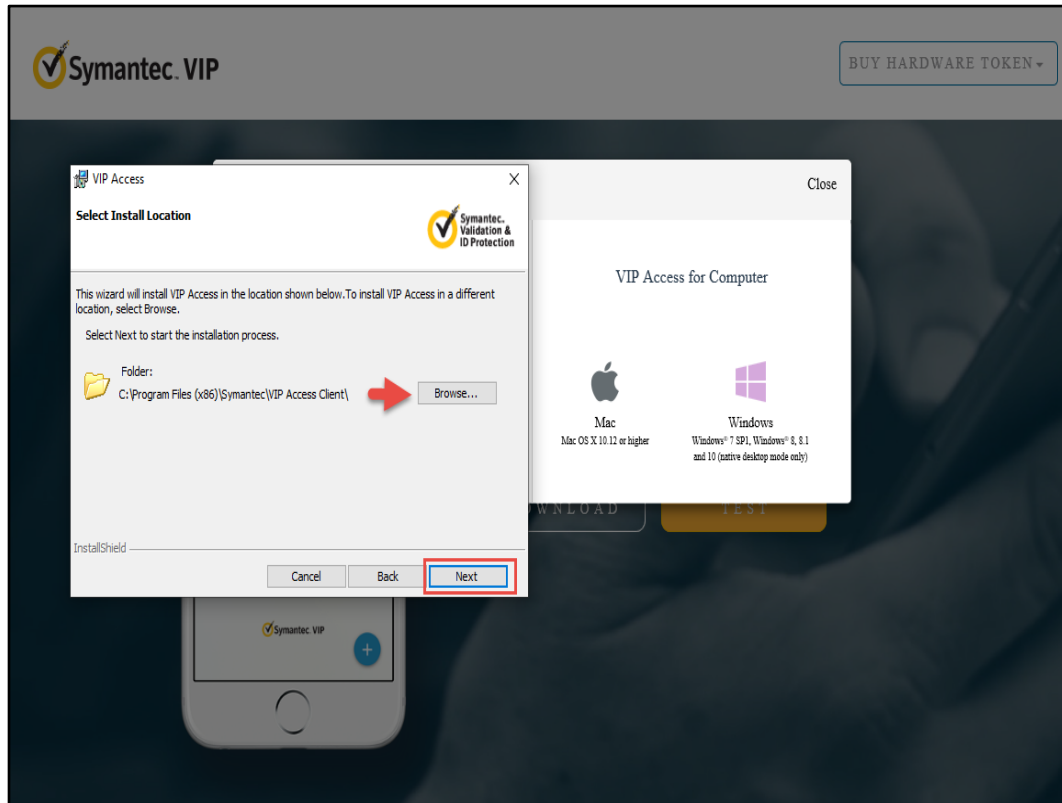 Symantec. VIP
BUY HARDWARE TOKEN
VIP Access
Select Install Location
Symantec.
Validation &
ID Protection
This wizard will install VIP Access in the location shown below.To install VIP Access in a different
location, select Browse.
Select Next to start the installation process.
Folder:
C:\Program Files (x86)\Symantec\VIP Access Client\
Browse...
InstallShield
Cancel
Back
Next
Close
VIP Access for Computer
Mac
Mac OS X 10.12 or higher
Windows
Windows® 7 SP1, Windows® 8, 8.1
and 10 (native desktop mode only)
WNLOAD
TEST
Symantec. VIP
+